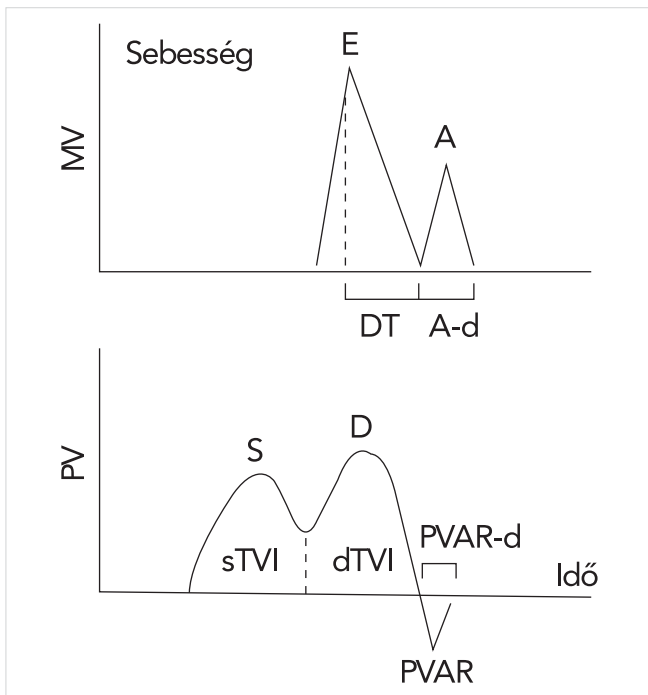 Sebesség
E
MV
A
DT
A-d
PV
S
D
sTVI
dTVI
PVAR-d
Idő
PVAR